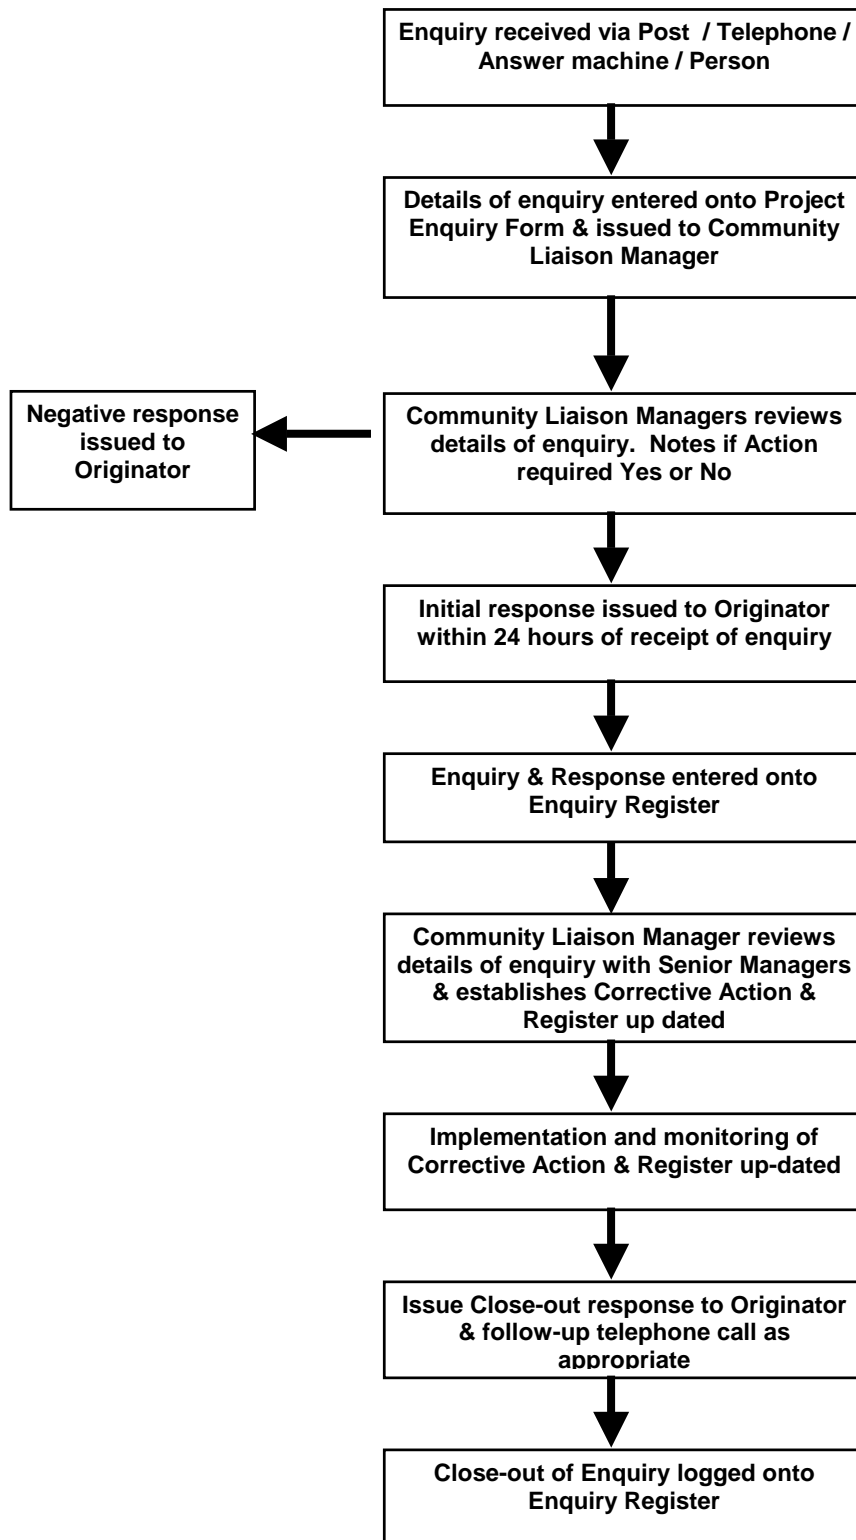 Enquiry received via Post / Telephone /
Answer machine / Person
Details of enquiry entered onto Project
Enquiry Form & issued to Community
Liaison Manager
Negative response
issued to
Originator
Community Liaison Managers reviews
details of enquiry. Notes if Action
required Yes or No
Initial response issued to Originator
within 24 hours of receipt of enquiry
Enquiry & Response entered onto
Enquiry Register
Community Liaison Manager reviews
details of enquiry with Senior Managers
& establishes Corrective Action &
Register up dated
Implementation and monitoring of
Corrective Action & Register up-dated
Issue Close-out response to Originator
& follow-up telephone call as
appropriate
Close-out of Enquiry logged onto
Enquiry Register